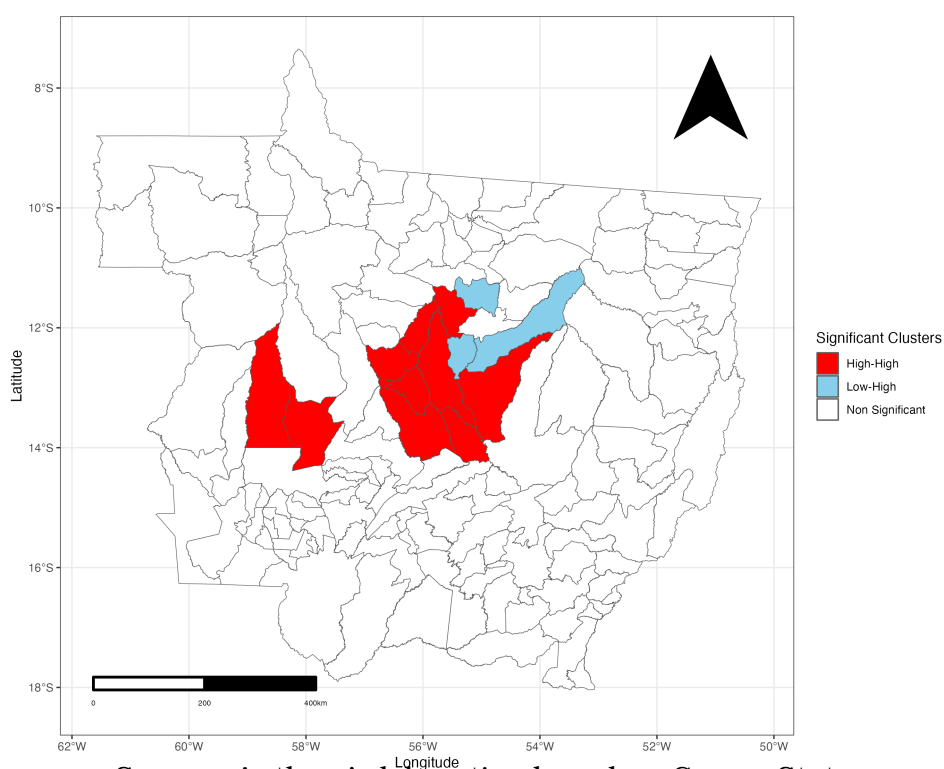 8°S
10°S
12°S
14°S
16°S
18°S
Latitude
0 200 400km
62°W 60°W 58°W 56°W 54°W 52°W 50°W
Longitude
Significant Clusters
High-High
Low-High
Non Significant